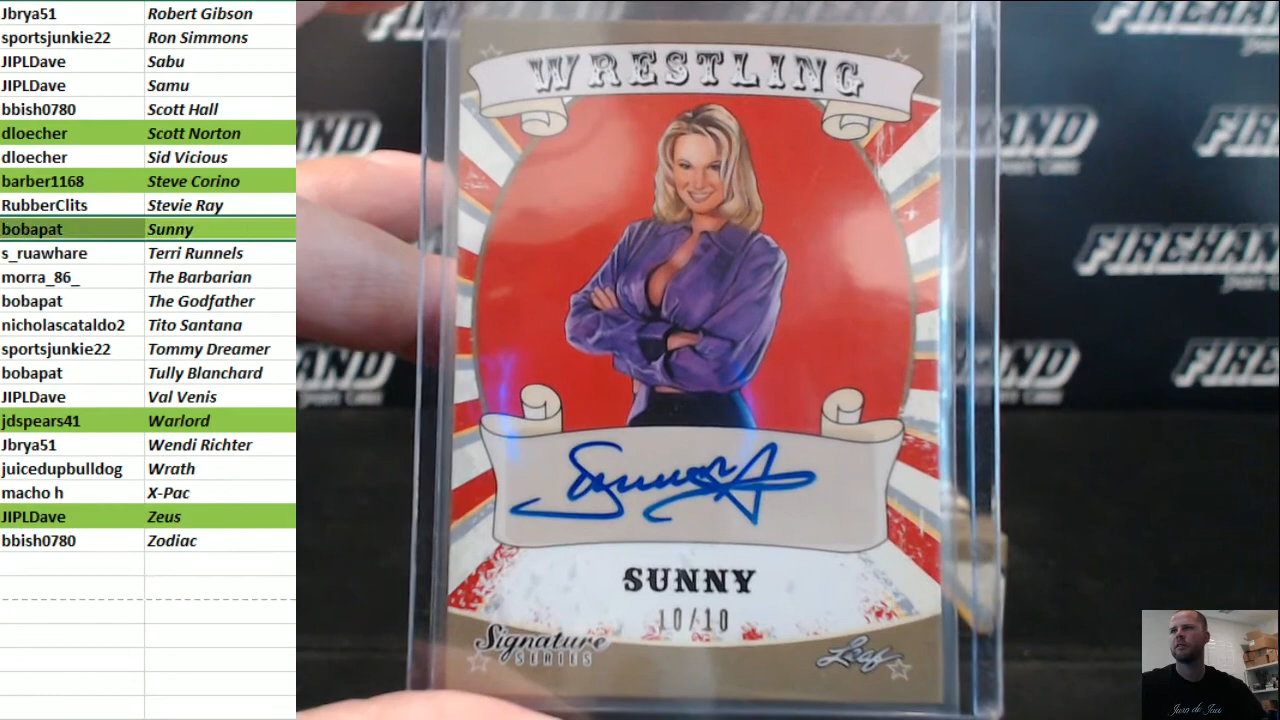 Jbrya51 Robert Gibson
sportsjunkie22 Ron Simmons
JIPLDave Sabu
JIPLDave Samu
bbish0780 Scott Hall
dloecher Scott Norton
dloecher Sid Vicious
barber1168 Steve Corino
RubberClits Stevie Ray
bobapat Sunny
s_ruawhare Terri Runnels
morra_86_ The Barbarian
bobapat The Godfather
nicholascataldo2 Tito Santana
sportsjunkie22 Tommy Dreamer
bobapat Tully Blanchard
JIPLDave Val Venis
jdspears41 Warlord
Jbrya51 Wendi Richter
juicedupbulldog Wrath
macho h X-Pac
JIPLDave Zeus
bbish0780 Zodiac
WRESTLING
Sunny
SUNNY
10/10
Signature
SERIES
Leaf
FIREHAND